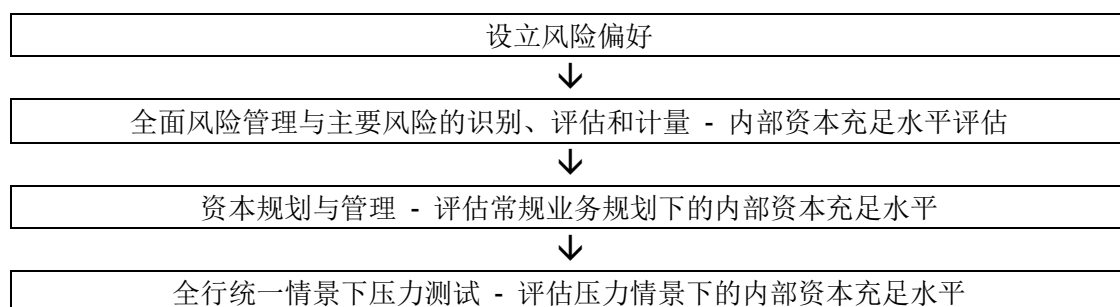 设立风险偏好
全面风险管理与主要风险的识别、评估和计量 - 内部资本充足水平评估
资本规划与管理 - 评估常规业务规划下的内部资本充足水平
全行统一情景下压力测试 - 评估压力情景下的内部资本充足水平